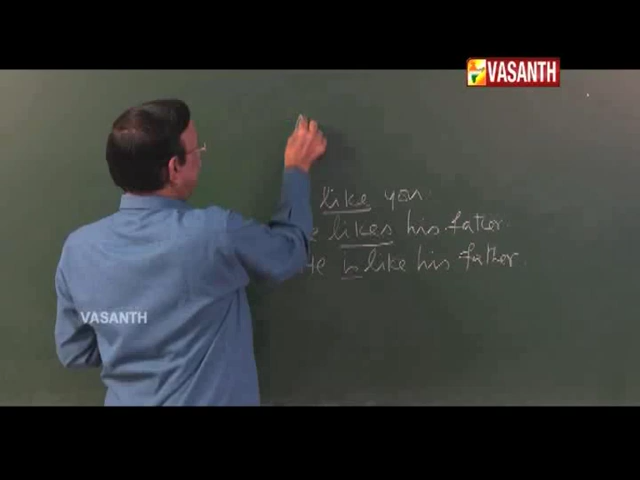 VASANTH
like you.
likes his father.
He is like his father.
VASANTH